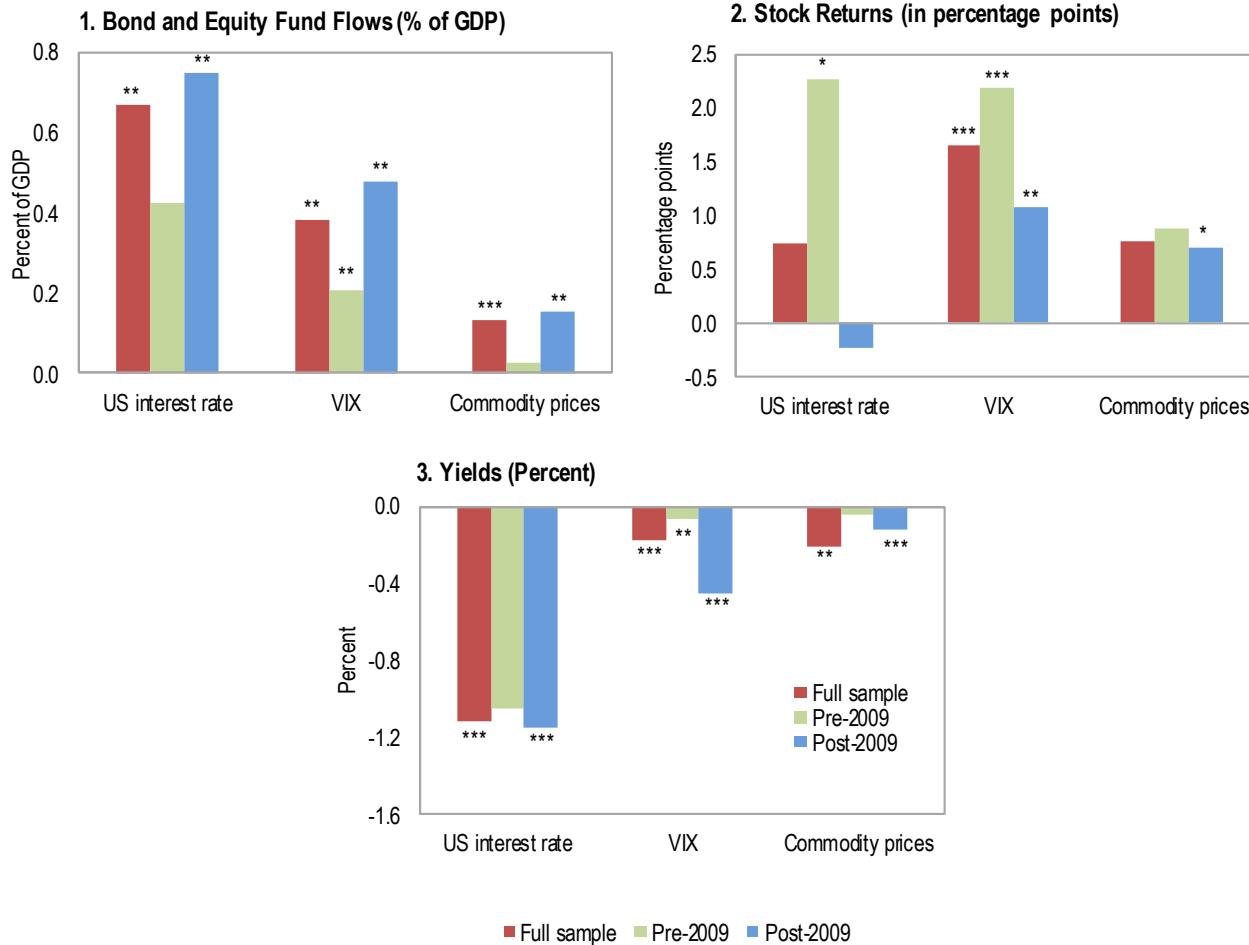 1. Bond and Equity Fund Flows (% of GDP)
Percent of GDP
0.8
0.6
0.4
0.2
0.0
**
**
**
**
**
***
**
US interest rate
VIX
Commodity prices
2. Stock Returns (in percentage points)
Percentage points
2.5
2.0
1.5
1.0
0.5
0.0
-0.5
*
***
***
**
*
US interest rate
VIX
Commodity prices
3. Yields (Percent)
Percent
0.0
-0.4
-0.8
-1.2
-1.6
***
***
***
**
***
**
***
Full sample
Pre-2009
Post-2009
US interest rate
VIX
Commodity prices
Full sample Pre-2009 Post-2009